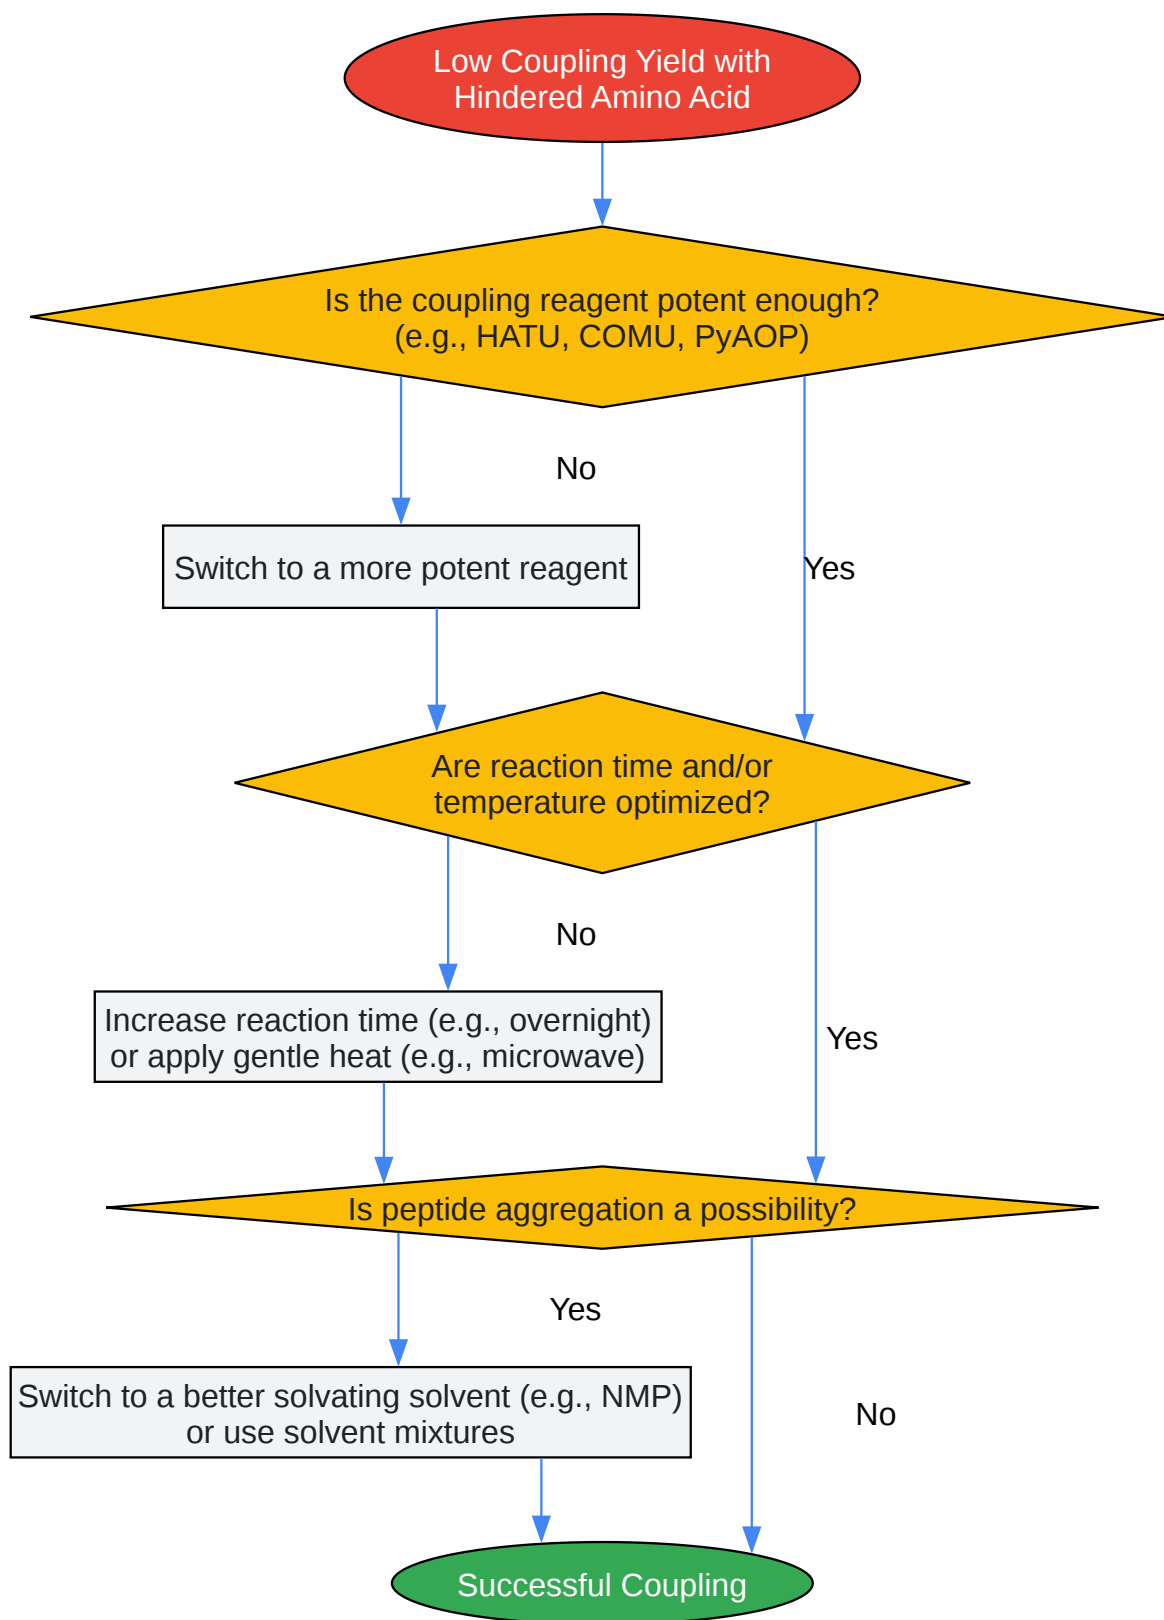 Low Coupling Yield with
Hindered Amino Acid
Is the coupling reagent potent enough?
(e.g., HATU, COMU, PyAOP)
No
Switch to a more potent reagent
Yes
Are reaction time and/or
temperature optimized?
No
Increase reaction time (e.g., overnight)
or apply gentle heat (e.g., microwave)
Yes
Is peptide aggregation a possibility?
Yes
Switch to a better solvating solvent (e.g., NMP)
or use solvent mixtures
No
Successful Coupling